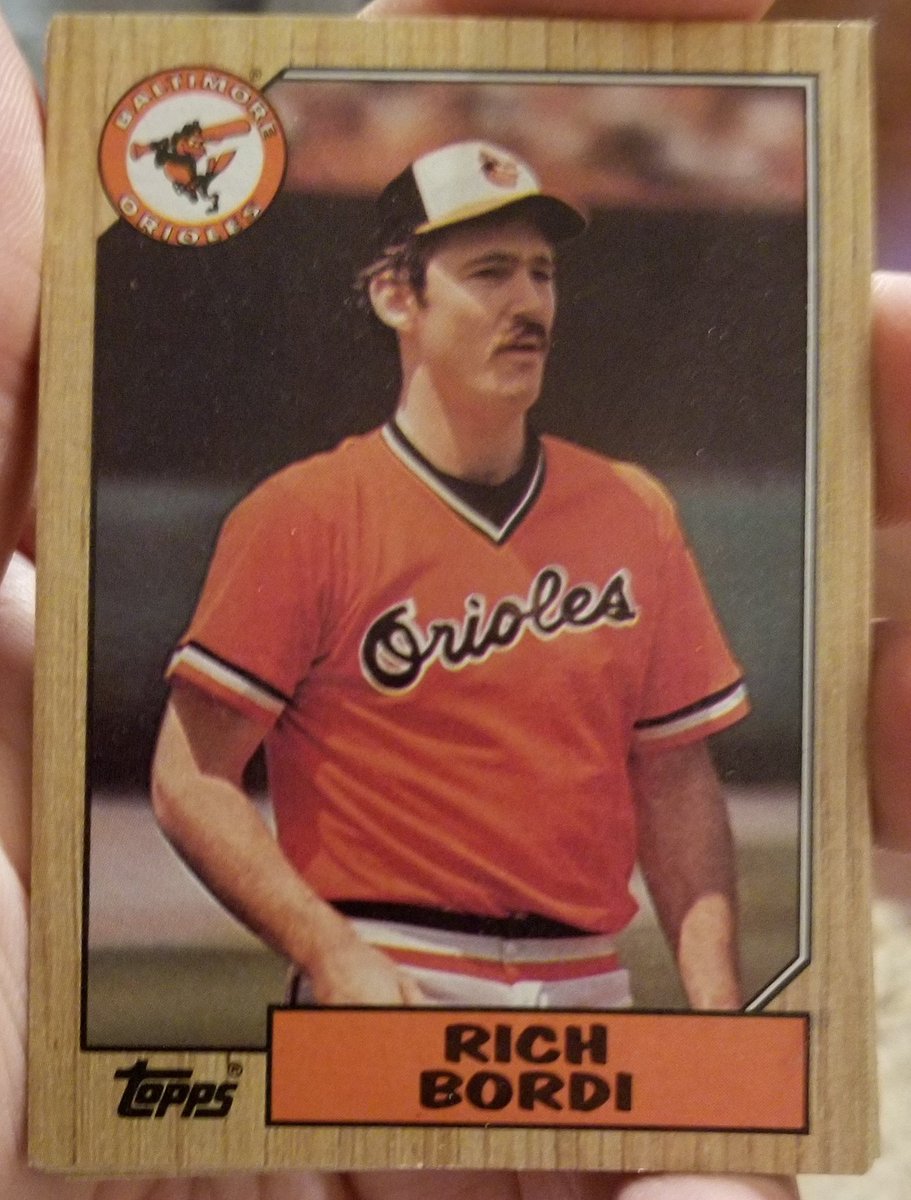 BALTIMORE
ORIOLES
®
Orioles
RICH
BORDI
topps®